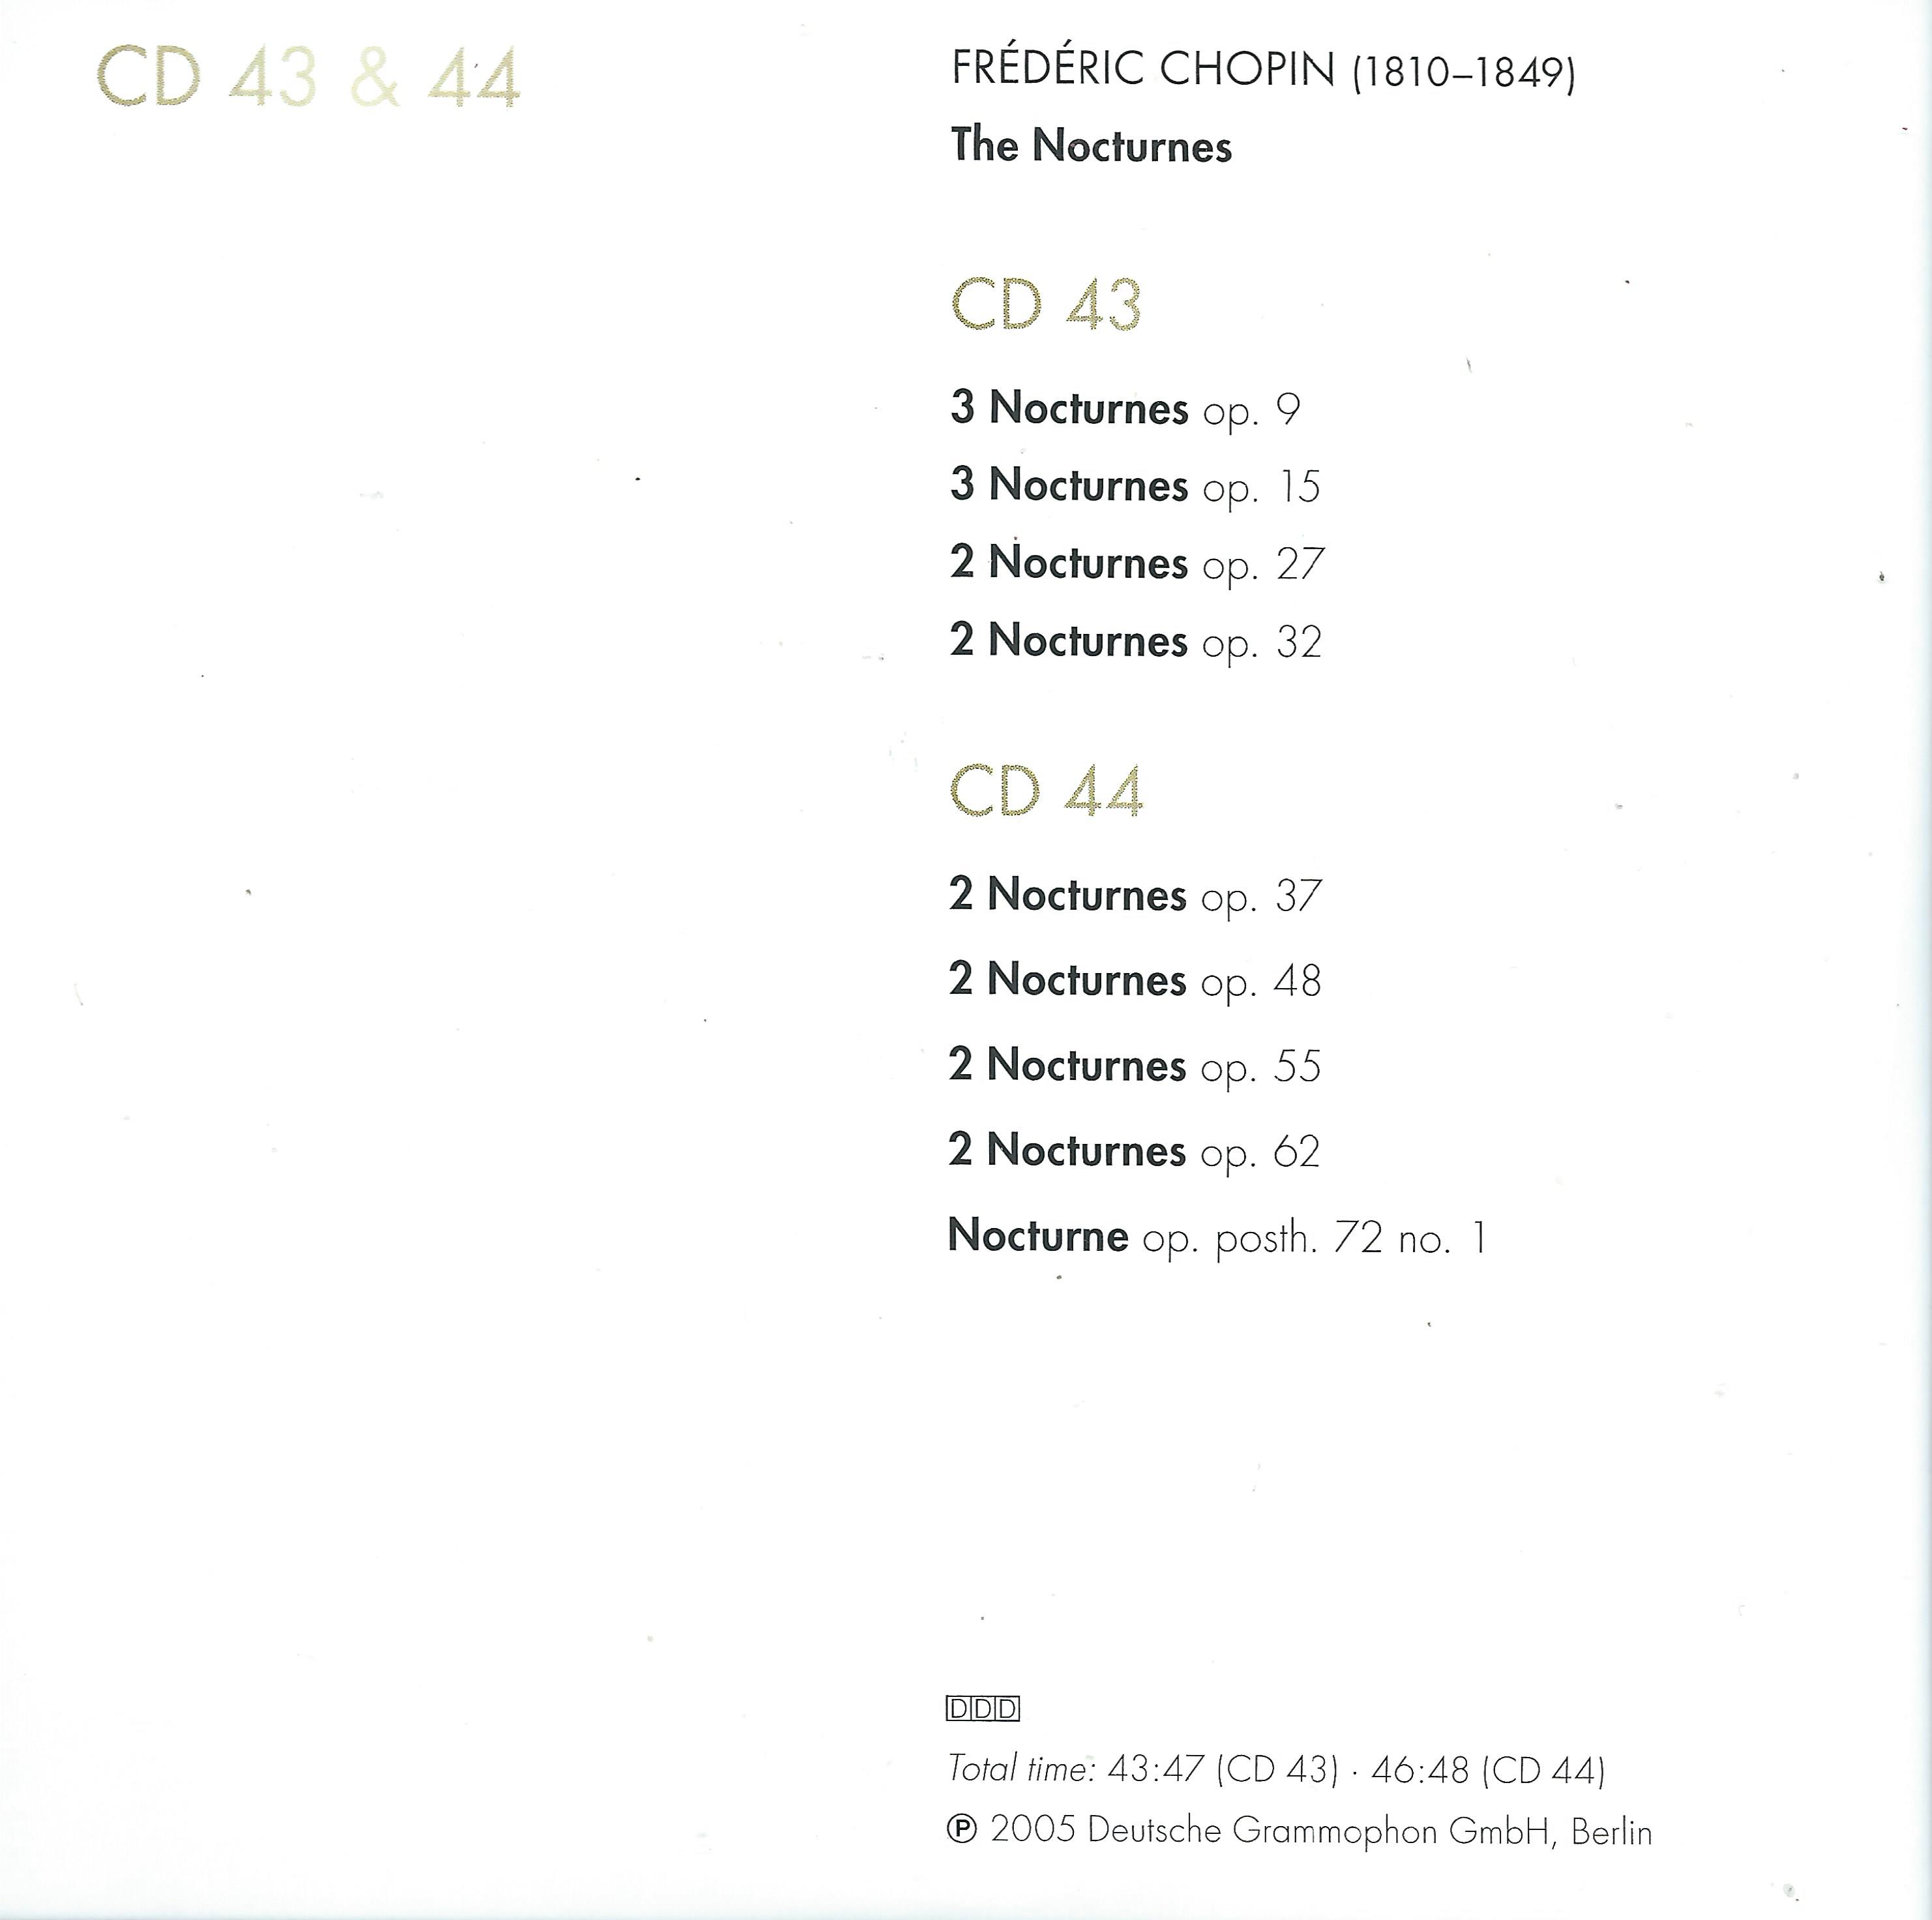 CD 43 & 44
FRÉDÉRIC CHOPIN (1810–1849)
The Nocturnes
CD 43
3 Nocturnes op. 9
3 Nocturnes op. 15
2 Nocturnes op. 27
2 Nocturnes op. 32
CD 44
2 Nocturnes op. 37
2 Nocturnes op. 48
2 Nocturnes op. 55
2 Nocturnes op. 62
Nocturne op. posth. 72 no. 1
DDD
Total time: 43:47 (CD 43) · 46:48 (CD 44)
℗ 2005 Deutsche Grammophon GmbH, Berlin